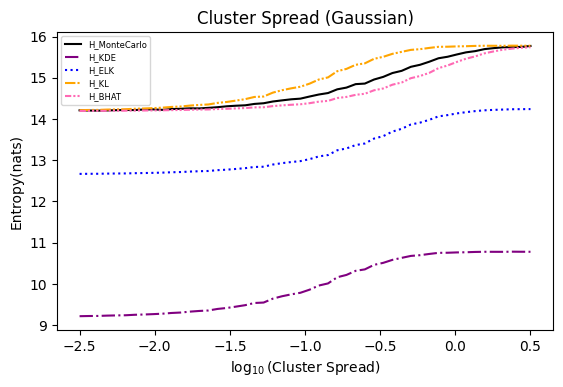 Cluster Spread (Gaussian)
H_MonteCarlo
H_KDE
H_ELK
H_KL
H_BHAT
Entropy(nats)
16
15
14
13
12
11
10
9
−2.5 −2.0 −1.5 −1.0 −0.5 0.0 0.5
log₁₀(Cluster Spread)